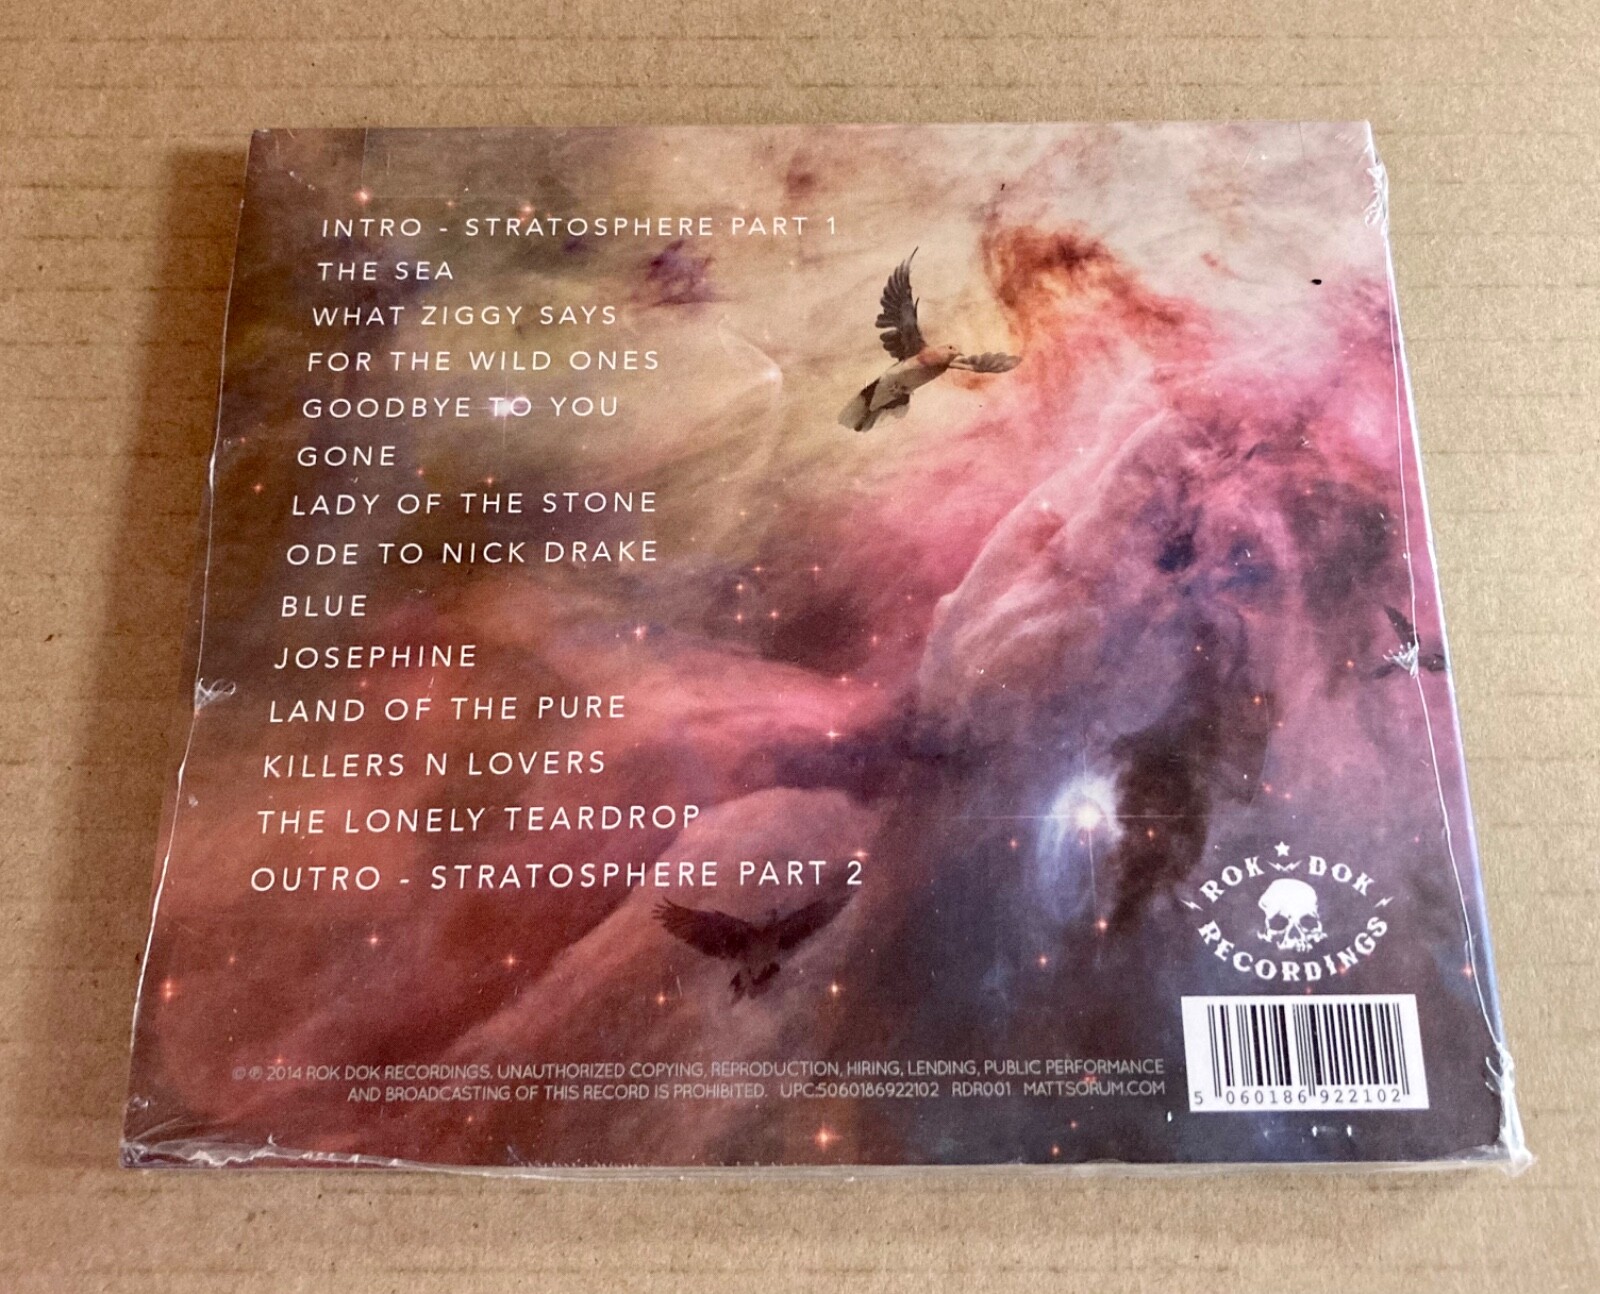 INTRO - STRATOSPHERE PART 1
THE SEA
WHAT ZIGGY SAYS
FOR THE WILD ONES
GOODBYE TO YOU
GONE
LADY OF THE STONE
ODE TO NICK DRAKE
BLUE
JOSEPHINE
LAND OF THE PURE
KILLERS N LOVERS
THE LONELY TEARDROP
OUTRO - STRATOSPHERE PART 2
ROK DOK
RECORDINGS
© ℗ 2014 ROK DOK RECORDINGS. UNAUTHORIZED COPYING, REPRODUCTION, HIRING, LENDING, PUBLIC PERFORMANCE
AND BROADCASTING OF THIS RECORD IS PROHIBITED. UPC:5060186922102 RDR001 MATTSORUM.COM
5 060186 922102